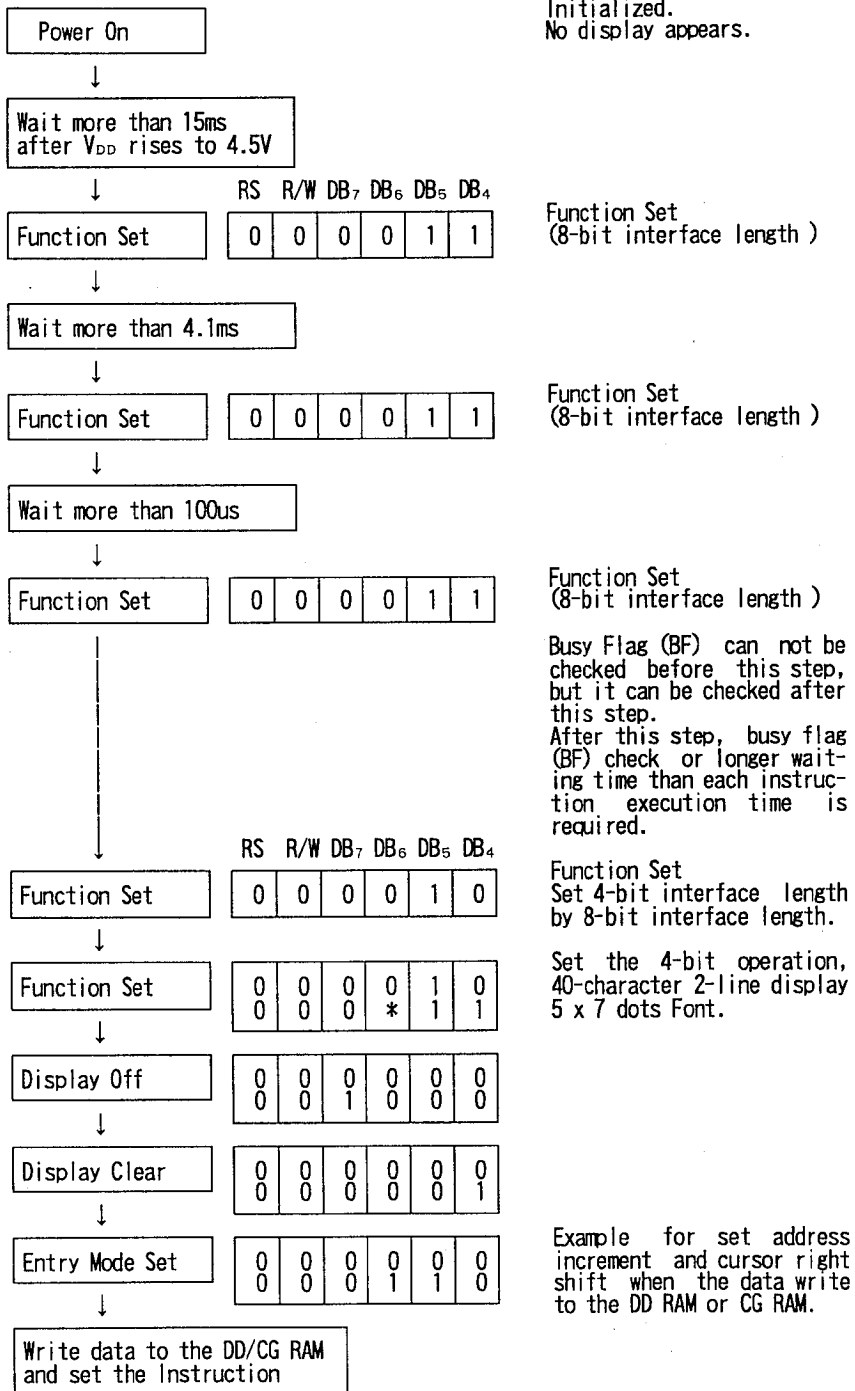 Initialized.
Power On
No display appears.
↓
Wait more than 15ms
after VDD rises to 4.5V
↓
RS R/W DB7 DB6 DB5 DB4
Function Set
0 0 0 0 1 1
Function Set
(8-bit interface length )
↓
Wait more than 4.1ms
↓
Function Set
0 0 0 0 1 1
Function Set
(8-bit interface length )
↓
Wait more than 100us
↓
Function Set
0 0 0 0 1 1
Function Set
(8-bit interface length )
Busy Flag (BF) can not be
checked before this step,
but it can be checked after
this step.
After this step, busy flag
(BF) check or longer wait-
ing time than each instruc-
tion execution time is
required.
↓
RS R/W DB7 DB6 DB5 DB4
Function Set
0 0 0 0 1 0
Function Set
Set 4-bit interface length
by 8-bit interface length.
↓
Function Set
0 0 0 0 1 0
0 0 0 * 1 1
Set the 4-bit operation,
40-character 2-line display
5 x 7 dots Font.
↓
Display Off
0 0 0 0 0 0
0 0 1 0 0 0
↓
Display Clear
0 0 0 0 0 0
0 0 0 0 0 1
↓
Entry Mode Set
0 0 0 0 0 0
0 0 0 1 1 0
Example for set address
increment and cursor right
shift when the data write
to the DD RAM or CG RAM.
↓
Write data to the DD/CG RAM
and set the Instruction